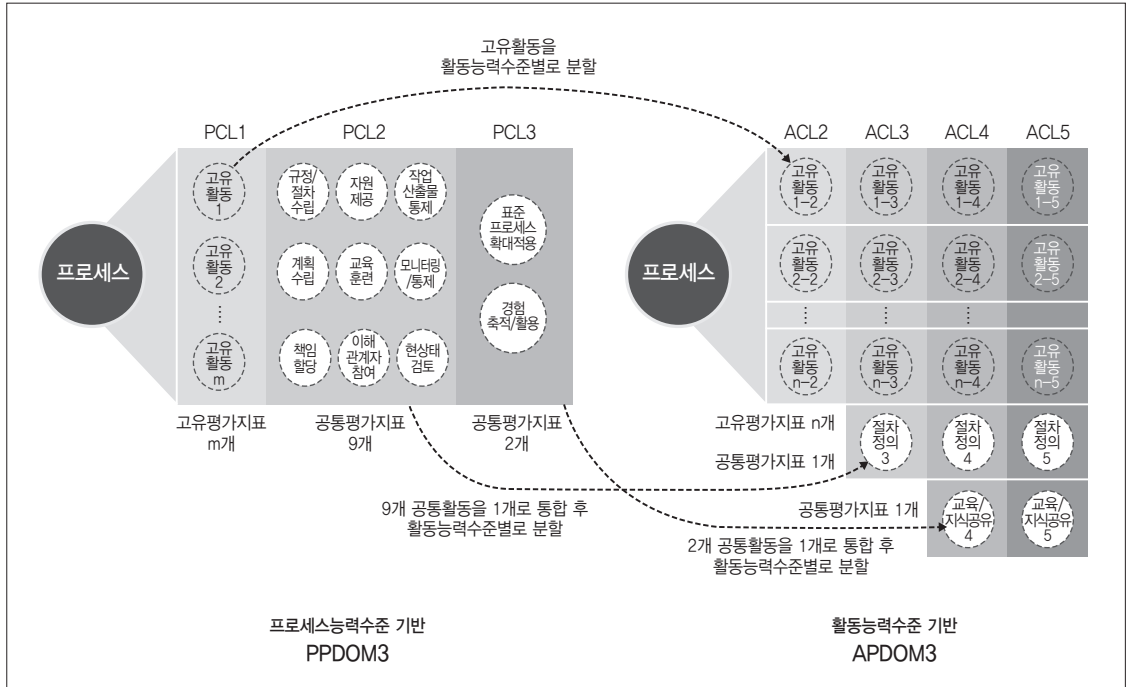 고유활동을
활동능력수준별로 분할
PCL1
PCL2
PCL3
프로세스
고유
활동
1
고유
활동
2
⋮
고유
활동
m
규정/
절차
수립
자원
제공
작업
산출물
통제
계획
수립
교육
훈련
모니터링
/통제
책임
할당
이해
관계자
참여
현상태
검토
표준
프로세스
확대적용
경험
축적/활용
고유평가지표
m개
공통평가지표
9개
공통평가지표
2개
9개 공통활동을 1개로 통합 후
활동능력수준별로 분할
프로세스능력수준 기반
PPDOM3
ACL2
ACL3
ACL4
ACL5
프로세스
고유
활동
1-2
고유
활동
1-3
고유
활동
1-4
고유
활동
1-5
고유
활동
2-2
고유
활동
2-3
고유
활동
2-4
고유
활동
2-5
⋮
⋮
⋮
고유
활동
n-2
고유
활동
n-3
고유
활동
n-4
고유
활동
n-5
고유평가지표 n개
공통평가지표 1개
절차
정의
3
절차
정의
4
절차
정의
5
공통평가지표 1개
교육/
지식공유
4
교육/
지식공유
5
2개 공통활동을 1개로 통합 후
활동능력수준별로 분할
활동능력수준 기반
APDOM3